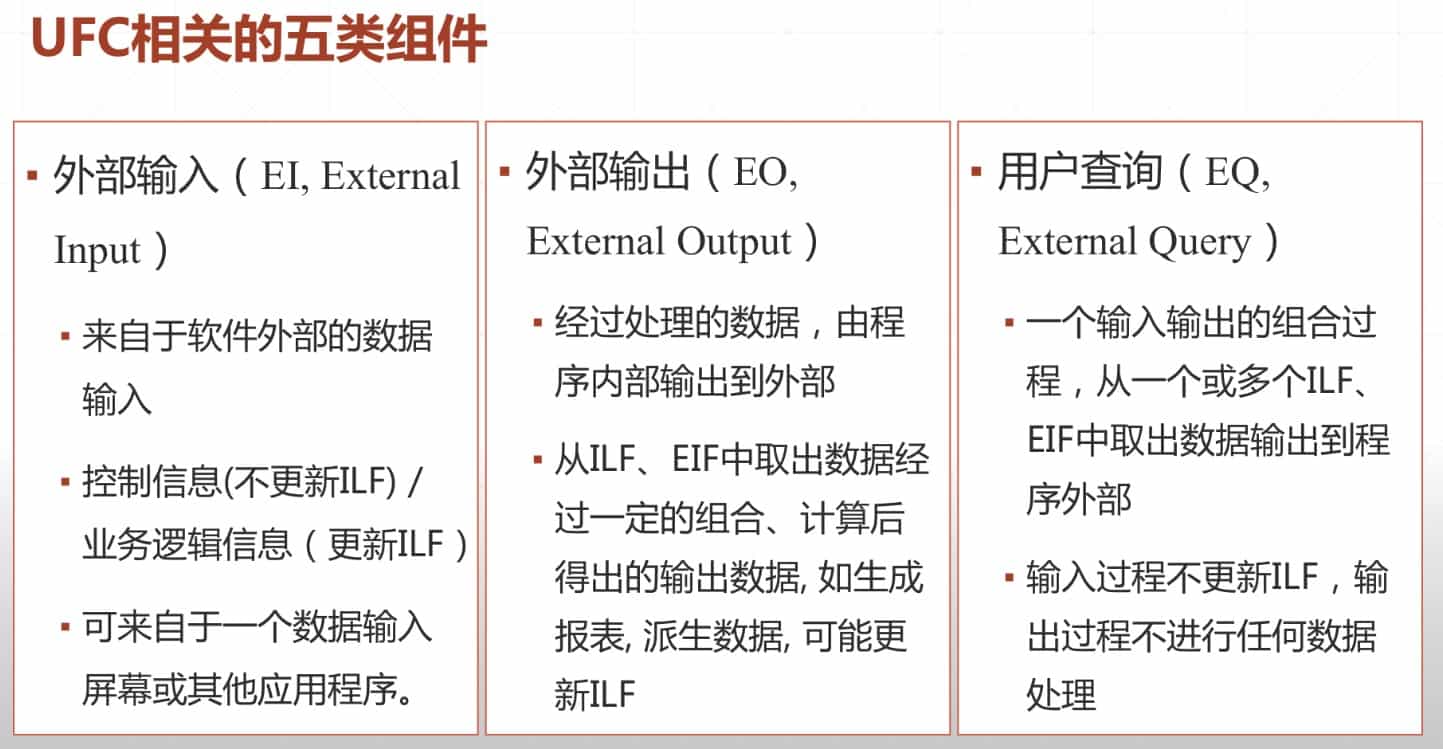 UFC相关的五类组件
▪ 外部输入（EI, External
Input）
▪ 来自于软件外部的数据
输入
▪ 控制信息(不更新ILF) /
业务逻辑信息（更新ILF）
▪ 可来自于一个数据输入
屏幕或其他应用程序。
▪ 外部输出（EO,
External Output）
▪ 经过处理的数据，由程
序内部输出到外部
▪ 从ILF、EIF中取出数据经
过一定的组合、计算后
得出的输出数据, 如生成
报表, 派生数据, 可能更
新ILF
▪ 用户查询（EQ,
External Query）
▪ 一个输入输出的组合过
程，从一个或多个ILF、
EIF中取出数据输出到程
序外部
▪ 输入过程不更新ILF，输
出过程不进行任何数据
处理